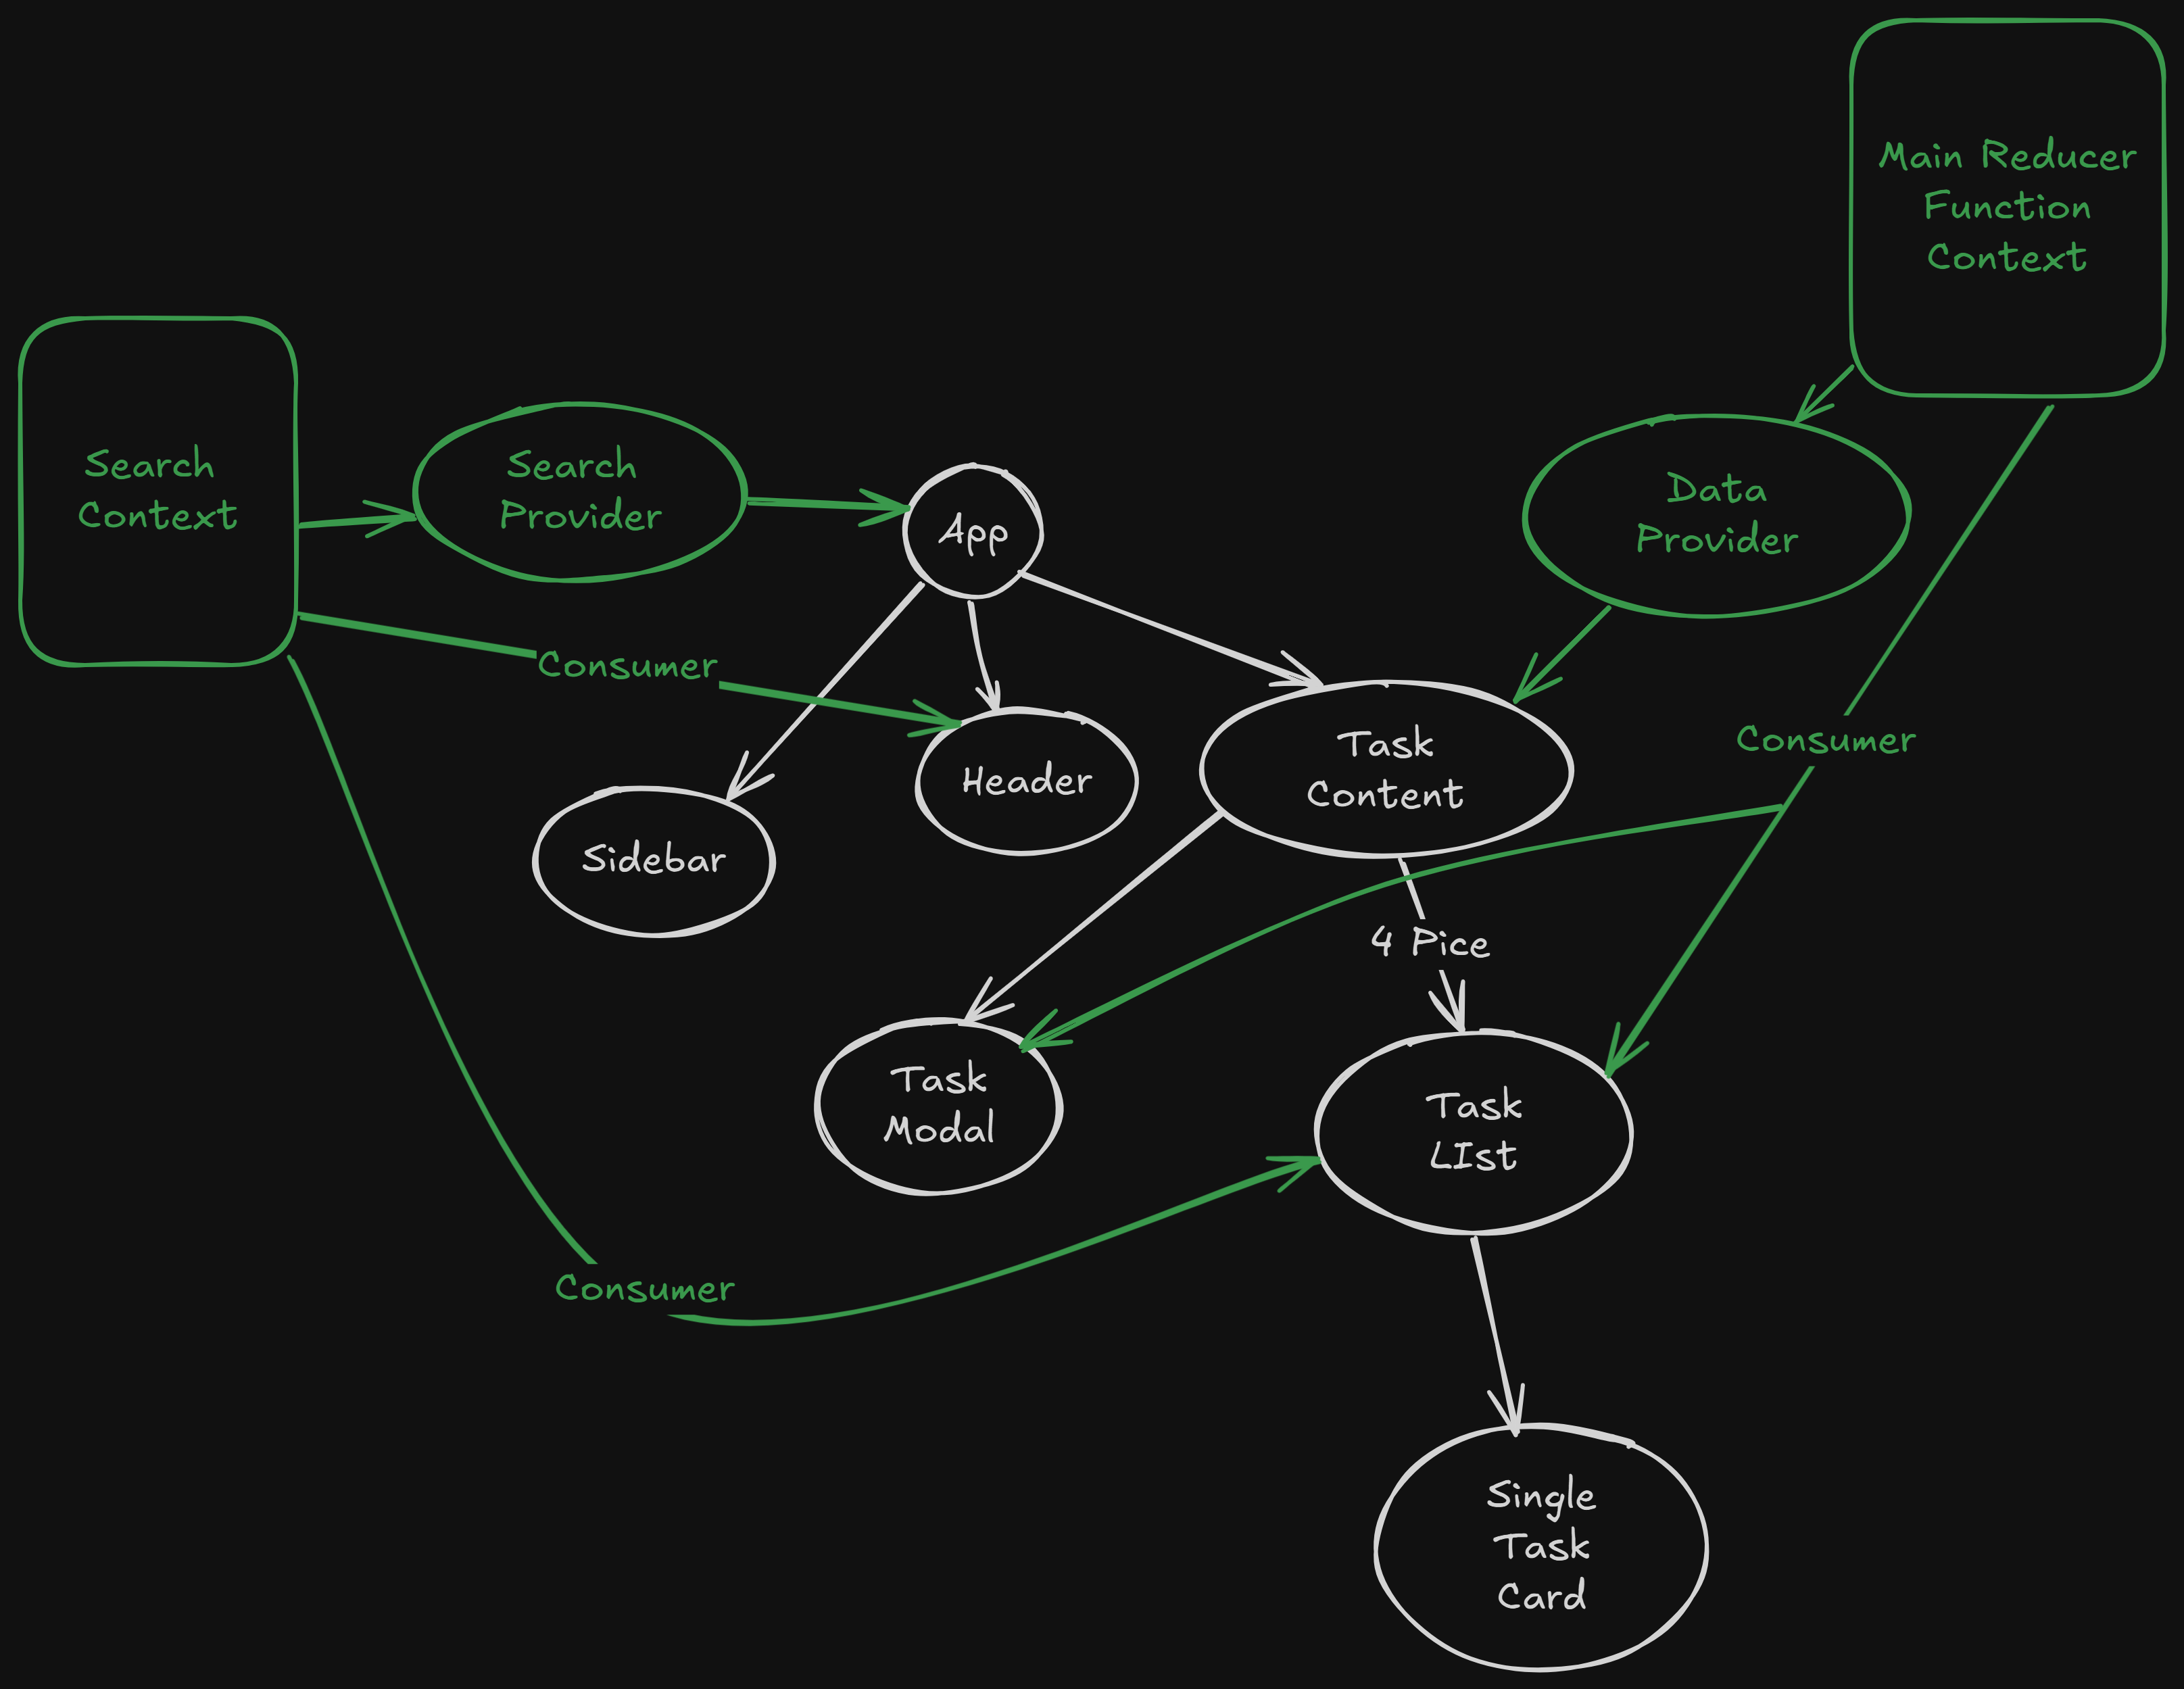 Main Reducer
Function
Context
Search
Context
Search
Provider
App
Data
Provider
Consumer
Header
Task
Content
Consumer
Sidebar
4 Pice
Task
Modal
Task
LIst
Consumer
Single
Task
Card